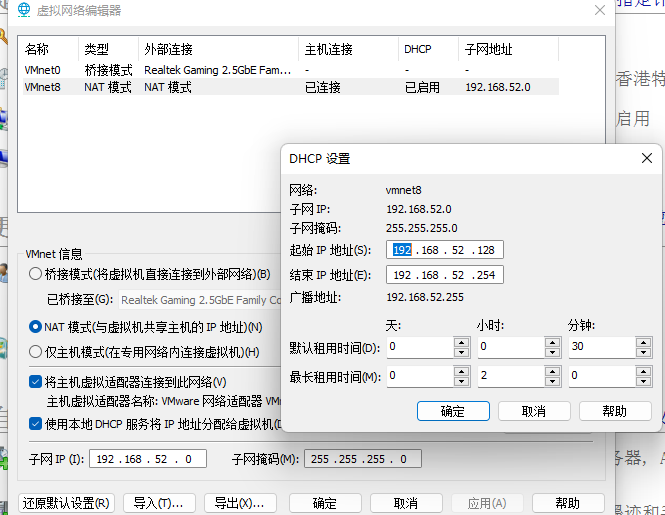 虚拟网络编辑器
名称 类型 外部连接 主机连接 DHCP 子网地址
VMnet0 桥接模式 Realtek Gaming 2.5GbE Fam... - - -
VMnet8 NAT 模式 NAT 模式 已连接 已启用 192.168.52.0
香港特
启用
DHCP 设置
网络: vmnet8
子网 IP: 192.168.52.0
子网掩码: 255.255.255.0
起始 IP 地址(S): 192 . 168 . 52 . 128
结束 IP 地址(E): 192 . 168 . 52 . 254
广播地址: 192.168.52.255
天: 小时: 分钟:
默认租用时间(D): 0 0 30
最长租用时间(M): 0 2 0
确定 取消 帮助
VMnet 信息
桥接模式(将虚拟机直接连接到外部网络)(B)
已桥接至(G): Realtek Gaming 2.5GbE Family Co
NAT 模式(与虚拟机共享主机的 IP 地址)(N)
仅主机模式(在专用网络内连接虚拟机)(H)
将主机虚拟适配器连接到此网络(V)
主机虚拟适配器名称: VMware 网络适配器 VM
使用本地 DHCP 服务将 IP 地址分配给虚拟机(D
子网 IP (I): 192 . 168 . 52 . 0 子网掩码(M): 255 . 255 . 255 . 0
还原默认设置(R) 导入(T)... 导出(X)... 确定 取消 应用(A) 帮助